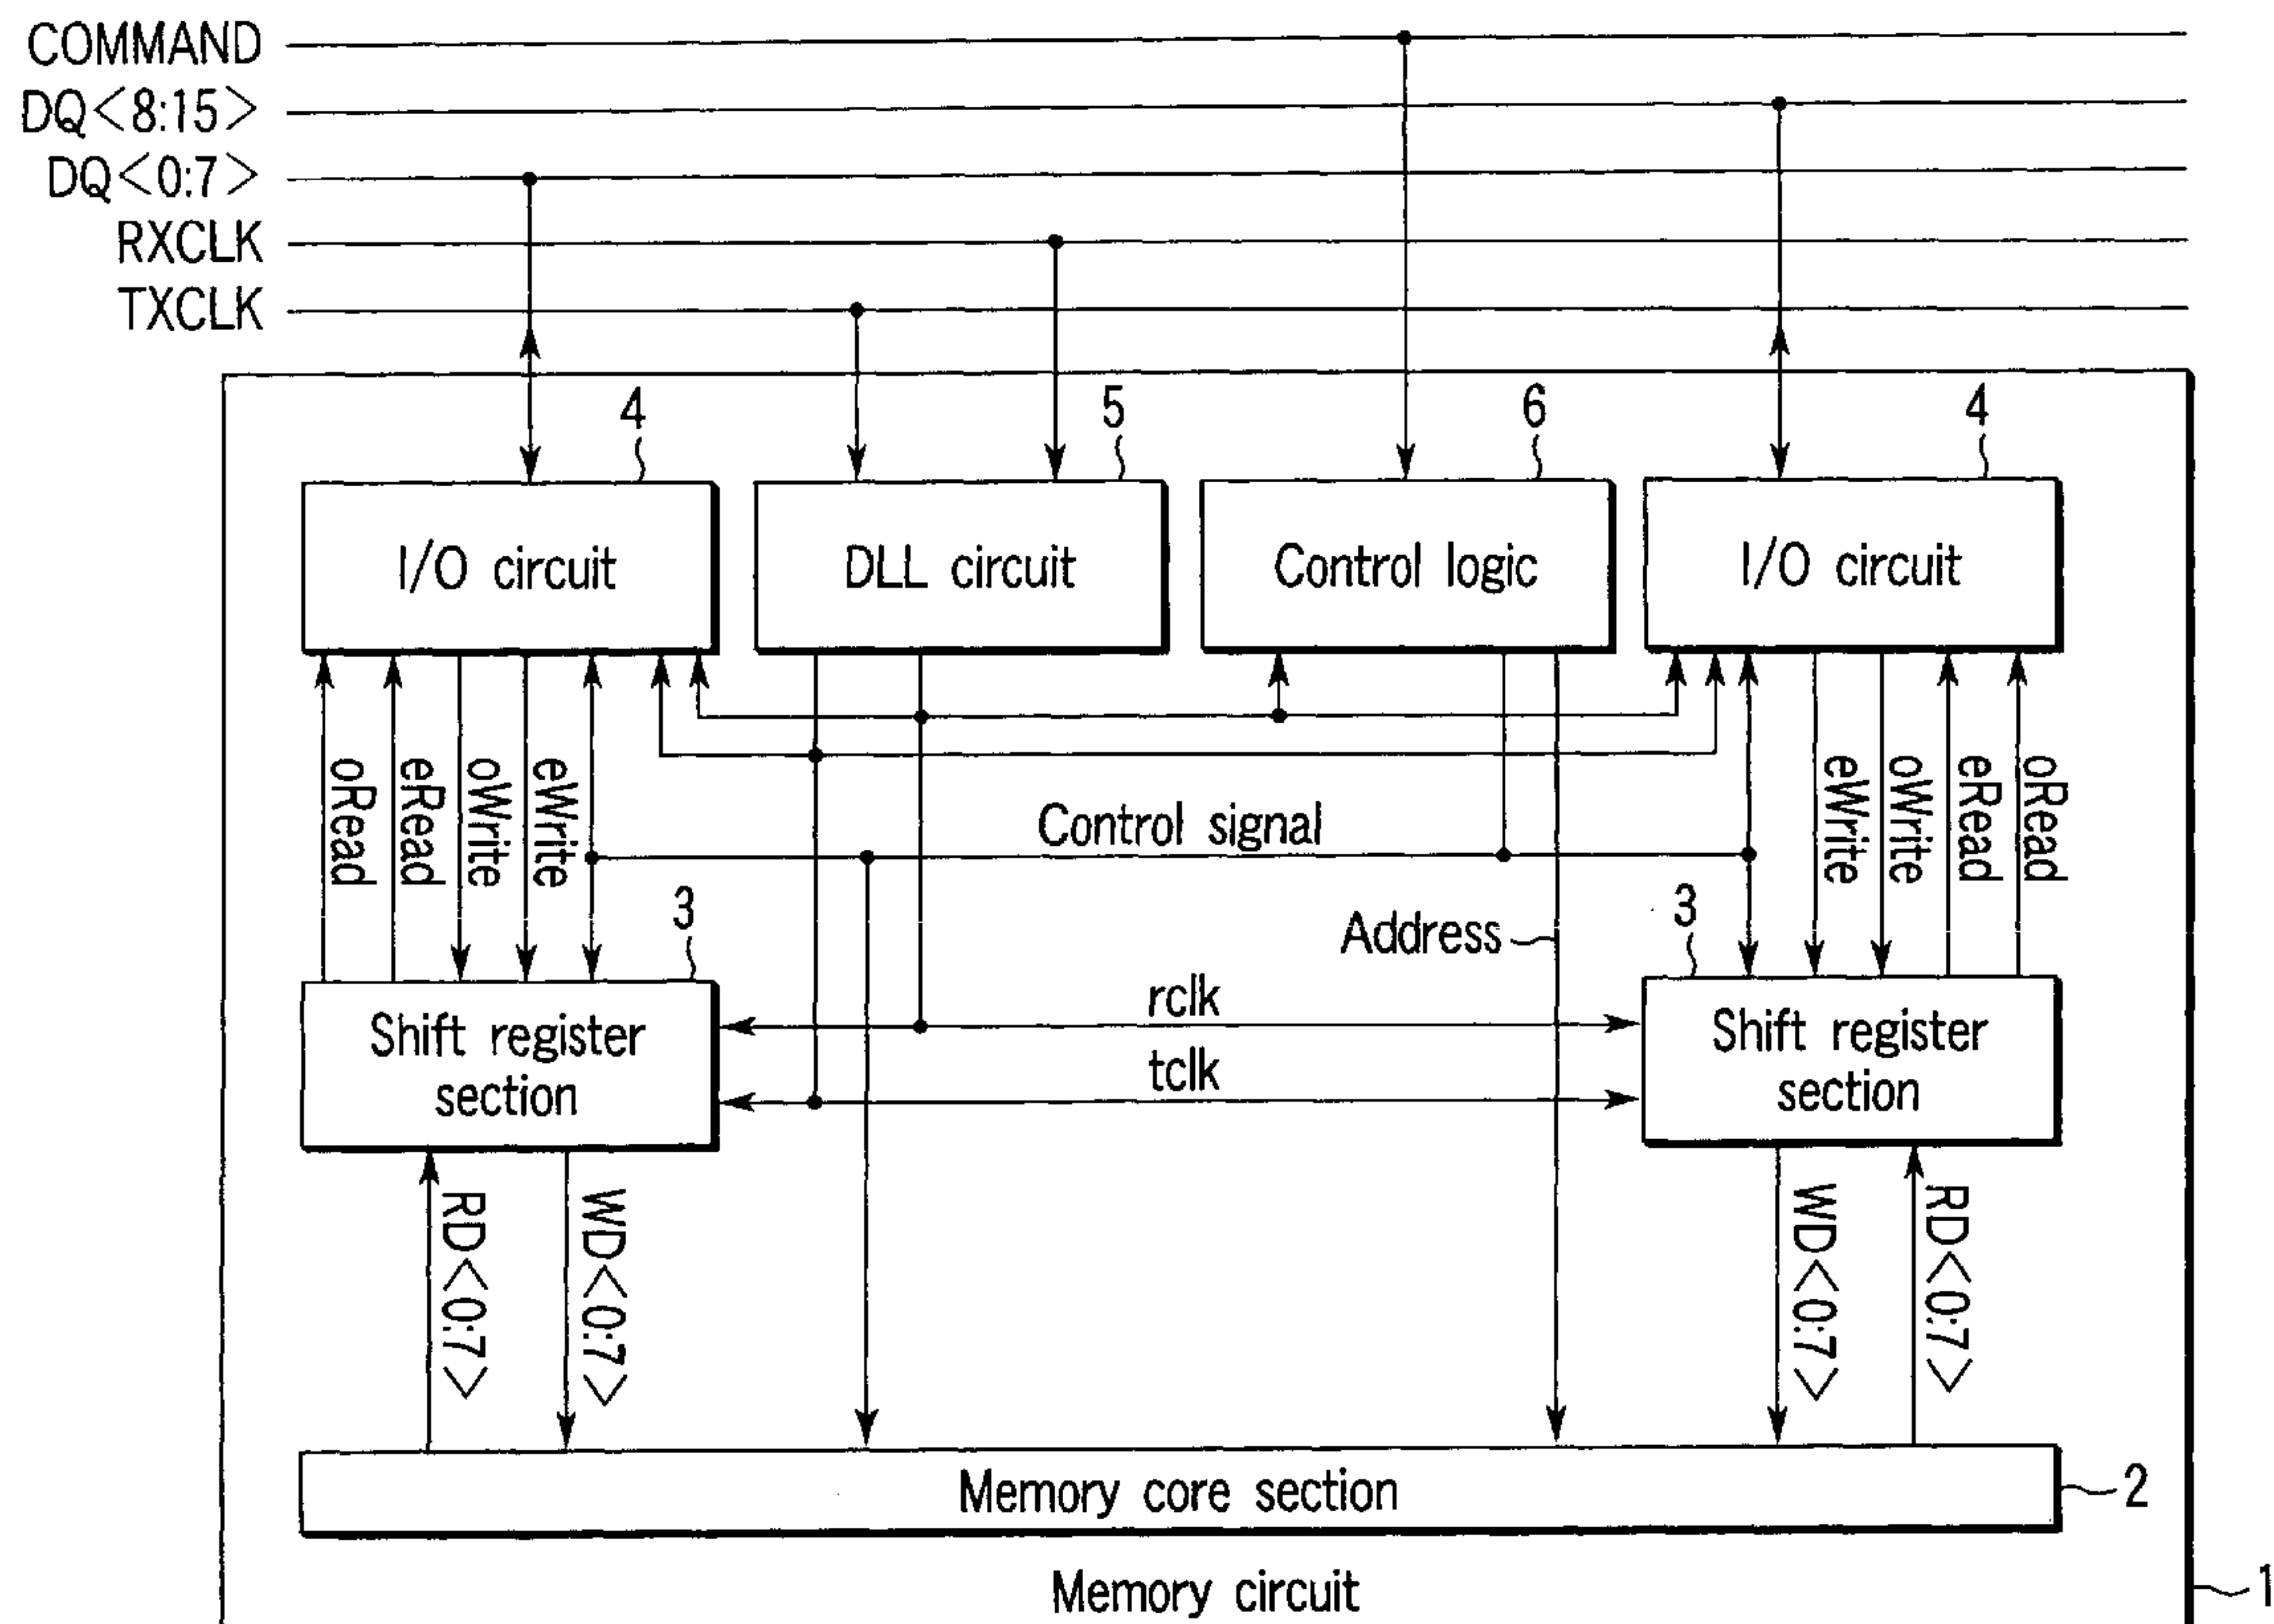 COMMAND
DQ<8:15>
DQ<0:7>
RXCLK
TXCLK
4
5
6
4
I/O circuit
DLL circuit
Control logic
I/O circuit
oRead
eRead
oWrite
eWrite
Control signal
eWrite
oWrite
eRead
oRead
3
Address
3
Shift register
section
rclk
tclk
Shift register
section
RD<0:7>
WD<0:7>
WD<0:7>
RD<0:7>
Memory core section
2
Memory circuit
1